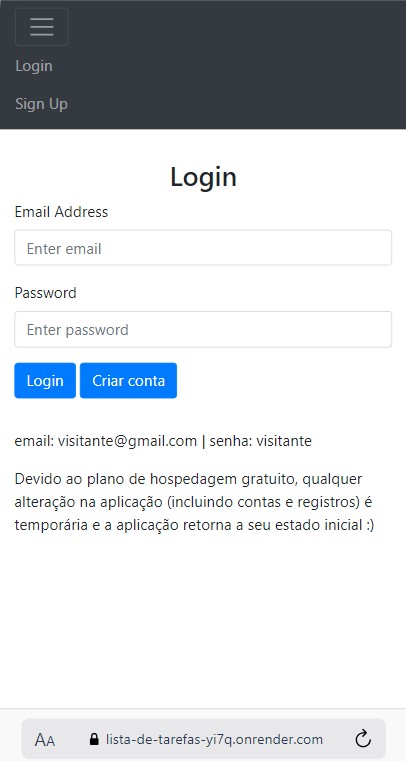 Login
Sign Up
Login
Email Address
Enter email
Password
Enter password
Login Criar conta
email: visitante@gmail.com | senha: visitante
Devido ao plano de hospedagem gratuito, qualquer
alteração na aplicação (incluindo contas e registros) é
temporária e a aplicação retorna a seu estado inicial :)
AA lista-de-tarefas-yi7q.onrender.com